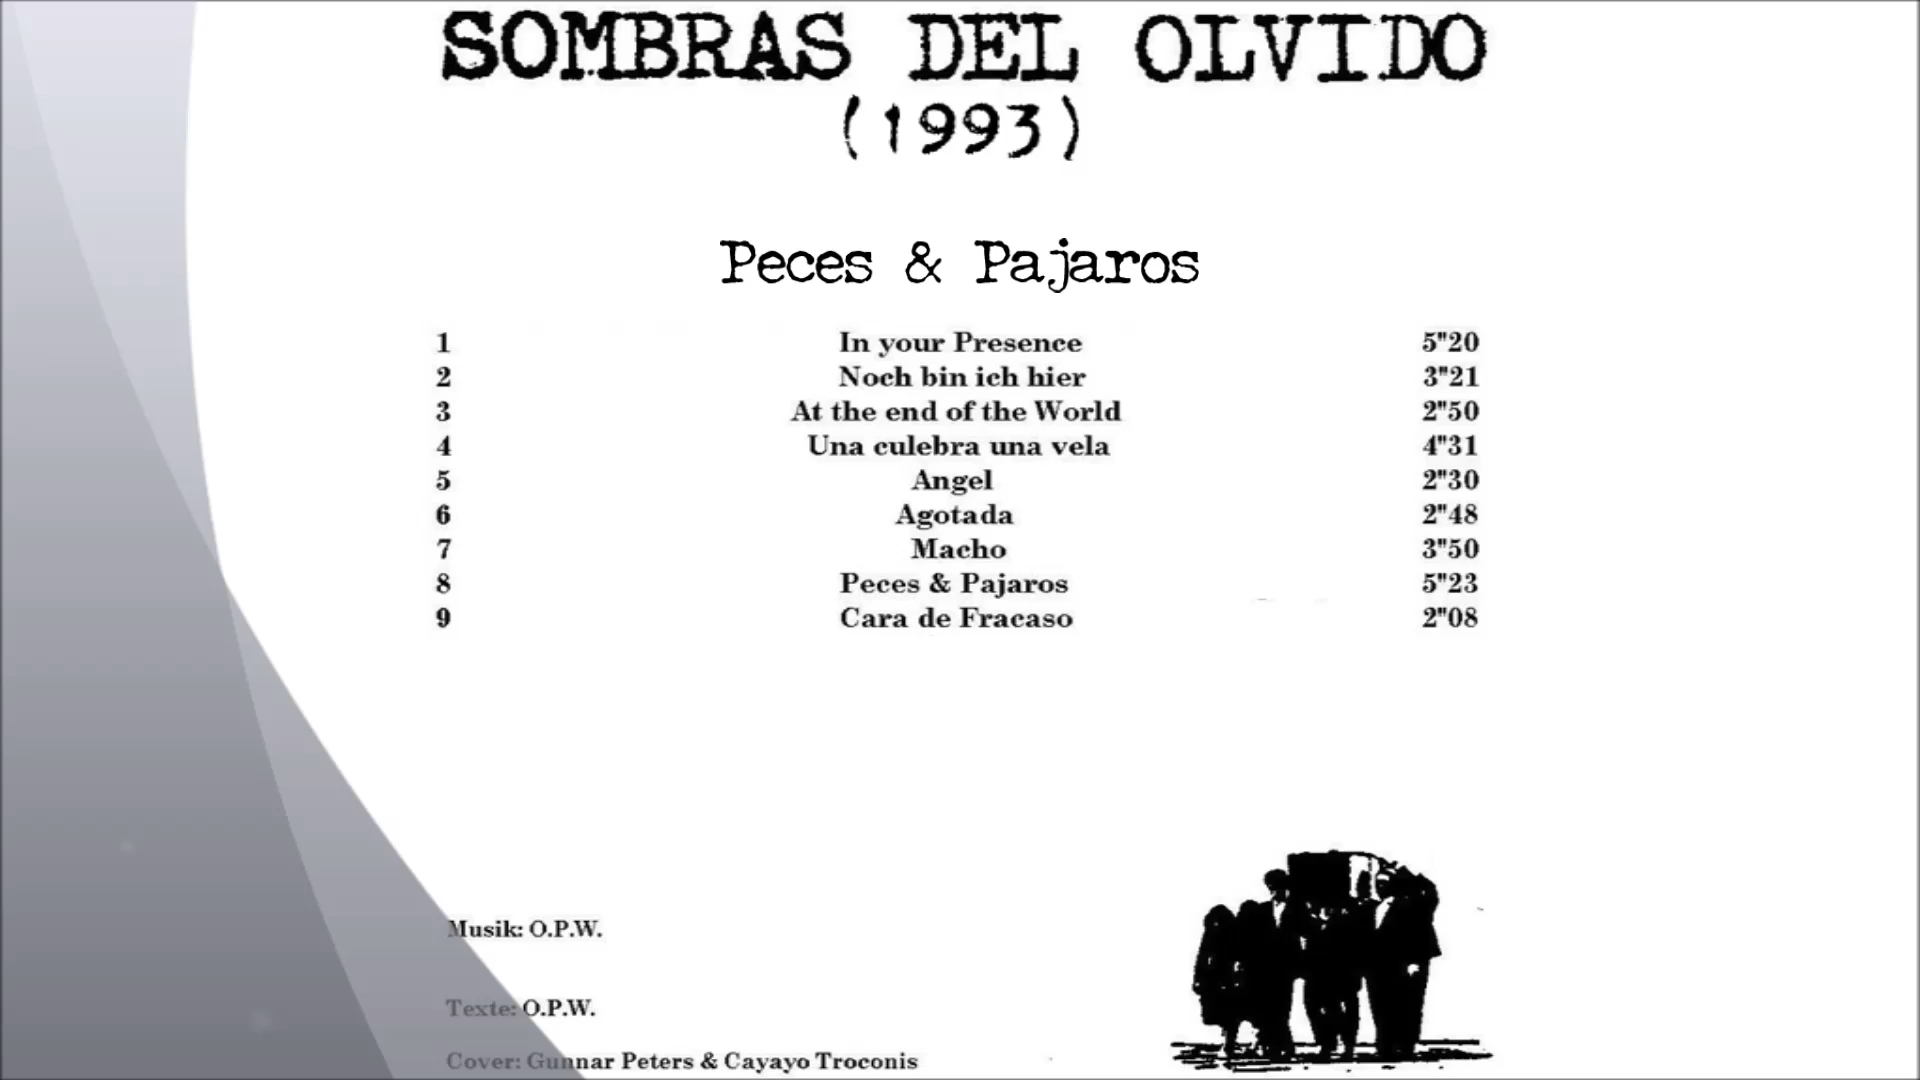 SOMBRAS DEL OLVIDO
(1993)
Peces & Pajaros
1 In your Presence 5"20
2 Noch bin ich hier 3"21
3 At the end of the World 2"50
4 Una culebra una vela 4"31
5 Angel 2"30
6 Agotada 2"48
7 Macho 3"50
8 Peces & Pajaros 5"23
9 Cara de Fracaso 2"08
Musik: O.P.W.
Texte: O.P.W.
Cover: Gunnar Peters & Cayayo Troconis